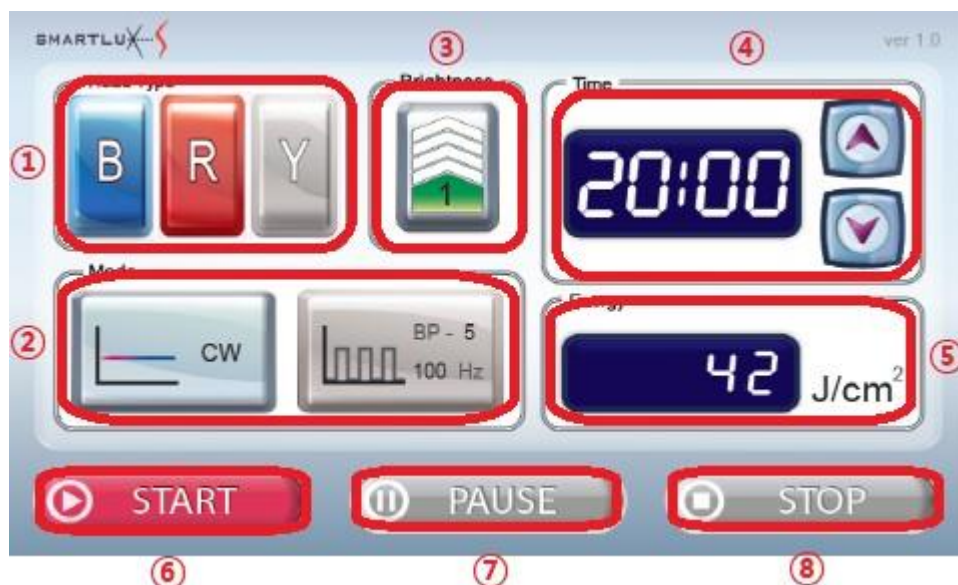 SMARTLUX-S
③
④
ver 1.0
Brightness
Time
①
B
R
Y
1
20:00
Mode
Energy
②
CW
BP - 5
100 Hz
42
J/cm²
⑤
START
PAUSE
STOP
⑥
⑦
⑧